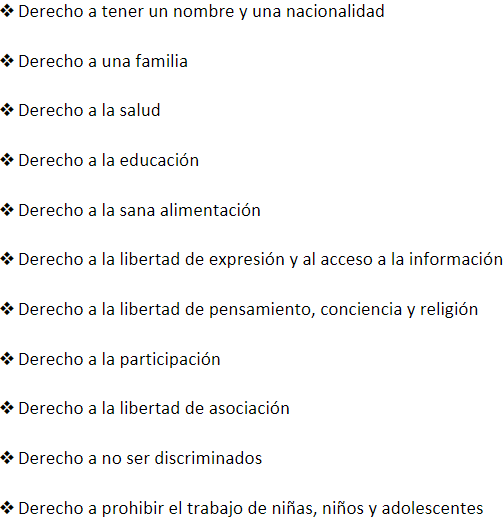 ❖ Derecho a tener un nombre y una nacionalidad
❖ Derecho a una familia
❖ Derecho a la salud
❖ Derecho a la educación
❖ Derecho a la sana alimentación
❖ Derecho a la libertad de expresión y al acceso a la información
❖ Derecho a la libertad de pensamiento, conciencia y religión
❖ Derecho a la participación
❖ Derecho a la libertad de asociación
❖ Derecho a no ser discriminados
❖ Derecho a prohibir el trabajo de niñas, niños y adolescentes